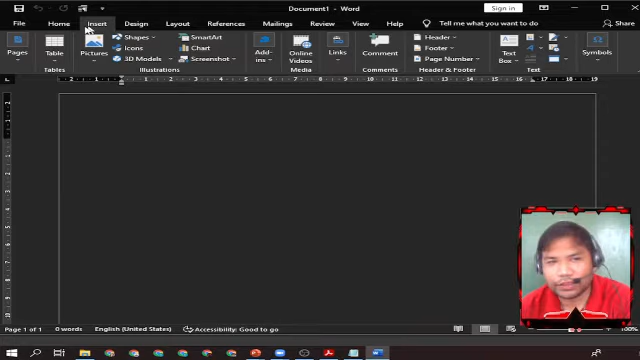 Document1 - Word
Sign in
File Home Insert Design Layout References Mailings Review View Help Tell me what you want to do Share
Pages
Table
Tables
Pictures
Shapes
Icons
3D Models
SmartArt
Chart
Screenshot
Illustrations
Add-ins
Online Videos
Media
Links
Comment
Comments
Header
Footer
Page Number
Header & Footer
Text Box
Text
Symbols
Page 1 of 1 0 words English (United States) Accessibility: Good to go